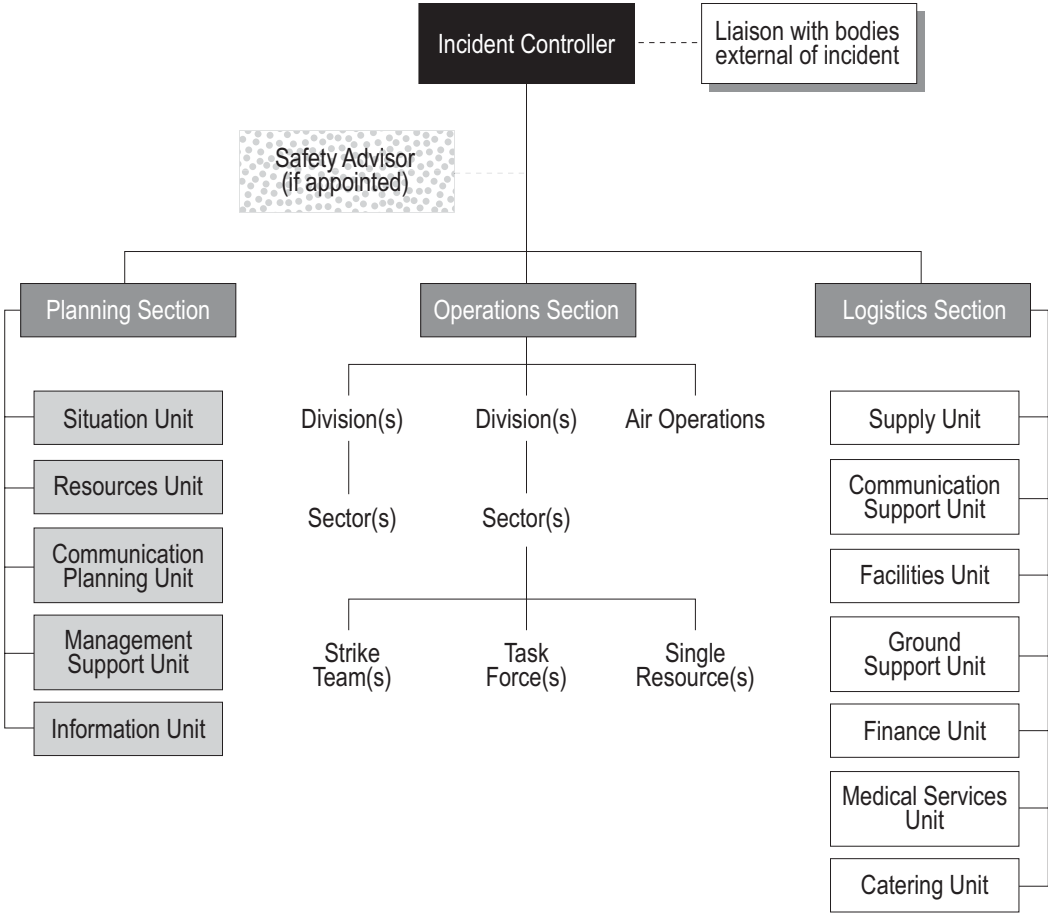 Incident Controller
Liaison with bodies
external of incident
Safety Advisor
(if appointed)
Planning Section
Operations Section
Logistics Section
Situation Unit
Resources Unit
Communication
Planning Unit
Management
Support Unit
Information Unit
Division(s)
Division(s)
Air Operations
Sector(s)
Sector(s)
Strike
Team(s)
Task
Force(s)
Single
Resource(s)
Supply Unit
Communication
Support Unit
Facilities Unit
Ground
Support Unit
Finance Unit
Medical Services
Unit
Catering Unit